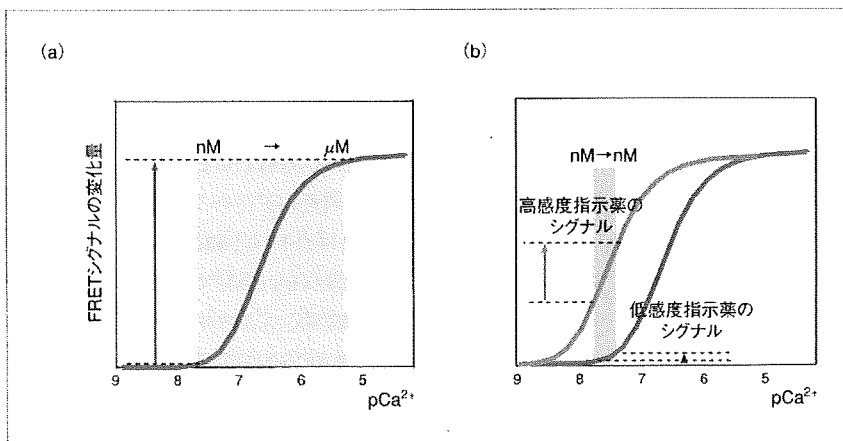 (a)
nM → μM
FRETシグナルの変化量
9 8 7 6 5
pCa²⁺
(b)
nM→nM
高感度指示薬の
シグナル
低感度指示薬の
シグナル
9 8 7 6 5
pCa²⁺